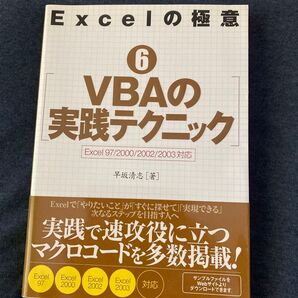 Excelの極意
6
VBAの
実践テクニック
Excel 97/2000/2002/2003対応
早坂清志[著]
Excelで「やりたいこと」が「すぐに探せて」「実現できる」
次なるステップを目指す人へ
実践で速攻役に立つ
マクロコードを多数掲載!
Excel 97
Excel 2000
Excel 2002
Excel 2003
対応
サンプルファイルを
Webサイトより
ダウンロードできます。